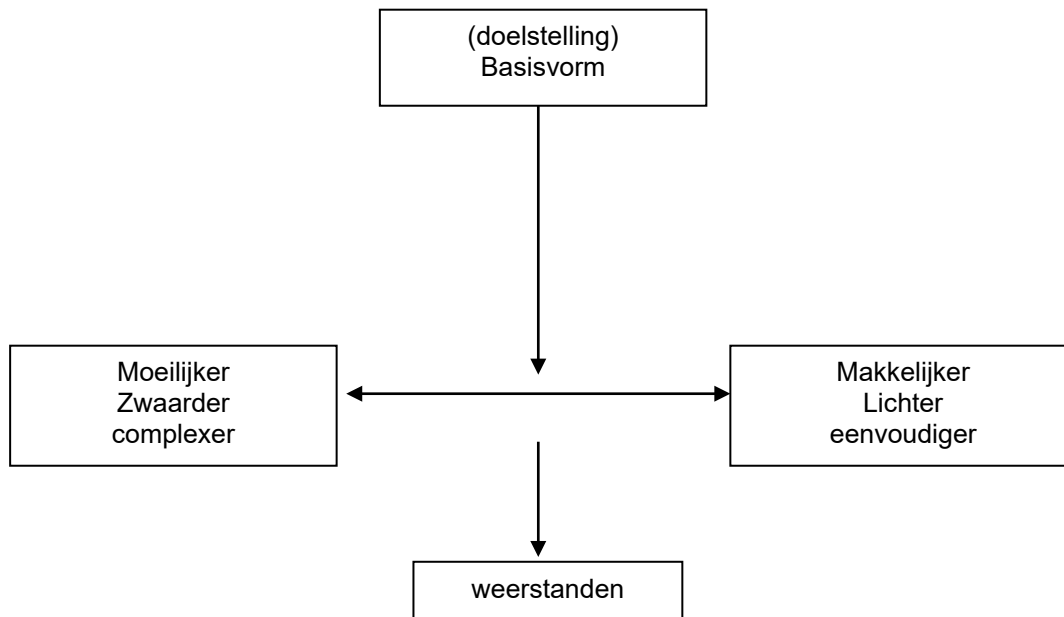 (doelstelling)
Basisvorm
Moeilijker
Zwaarder
complexer
Makkelijker
Lichter
eenvoudiger
weerstanden